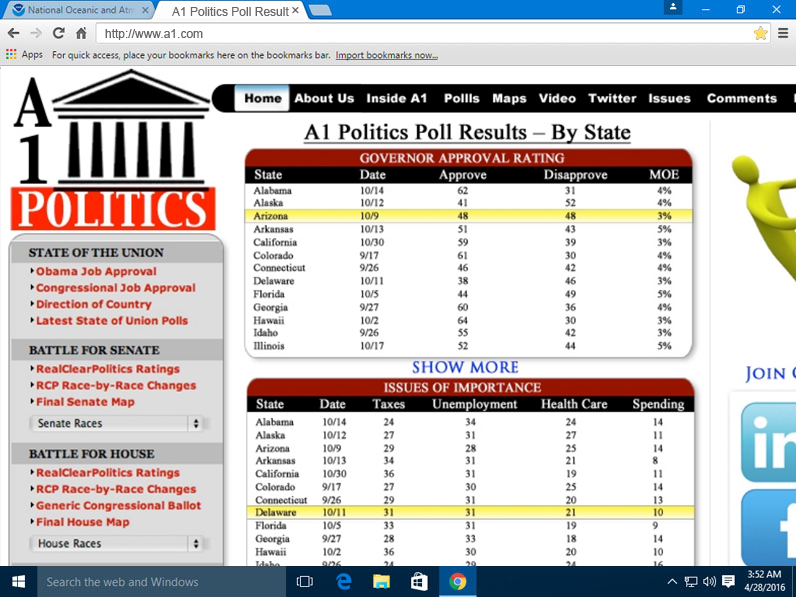 National Oceanic and Atm
A1 Politics Poll Result
http://www.a1.com
Apps For quick access, place your bookmarks here on the bookmarks bar. Import bookmarks now...
A1
POLITICS
Home About Us Inside A1 Pollls Maps Video Twitter Issues Comments
A1 Politics Poll Results – By State
GOVERNOR APPROVAL RATING
State Date Approve Disapprove MOE
Alabama 10/14 62 31 4%
Alaska 10/12 41 52 4%
Arizona 10/9 48 48 3%
Arkansas 10/13 51 43 5%
California 10/30 59 39 3%
Colorado 9/17 61 30 4%
Connecticut 9/26 46 42 4%
Delaware 10/11 38 46 3%
Florida 10/5 44 49 5%
Georgia 9/27 60 36 4%
Hawaii 10/2 64 30 3%
Idaho 9/26 55 42 3%
Illinois 10/17 52 44 5%
SHOW MORE
ISSUES OF IMPORTANCE
State Date Taxes Unemployment Health Care Spending
Alabama 10/14 24 34 24 14
Alaska 10/12 27 31 27 11
Arizona 10/9 29 28 25 14
Arkansas 10/13 34 31 21 8
California 10/30 36 31 19 11
Colorado 9/17 27 30 25 14
Connecticut 9/26 29 31 20 13
Delaware 10/11 31 31 21 10
Florida 10/5 33 31 19 9
Georgia 9/27 28 33 18 14
Hawaii 10/2 36 30 20 10
Idaho 9/26 24 29 24 16
STATE OF THE UNION
Obama Job Approval
Congressional Job Approval
Direction of Country
Latest State of Union Polls
BATTLE FOR SENATE
RealClearPolitics Ratings
RCP Race-by-Race Changes
Final Senate Map
Senate Races
BATTLE FOR HOUSE
RealClearPolitics Ratings
RCP Race-by-Race Changes
Generic Congressional Ballot
Final House Map
House Races
JOIN
in
f
Search the web and Windows
3:52 AM
4/28/2016